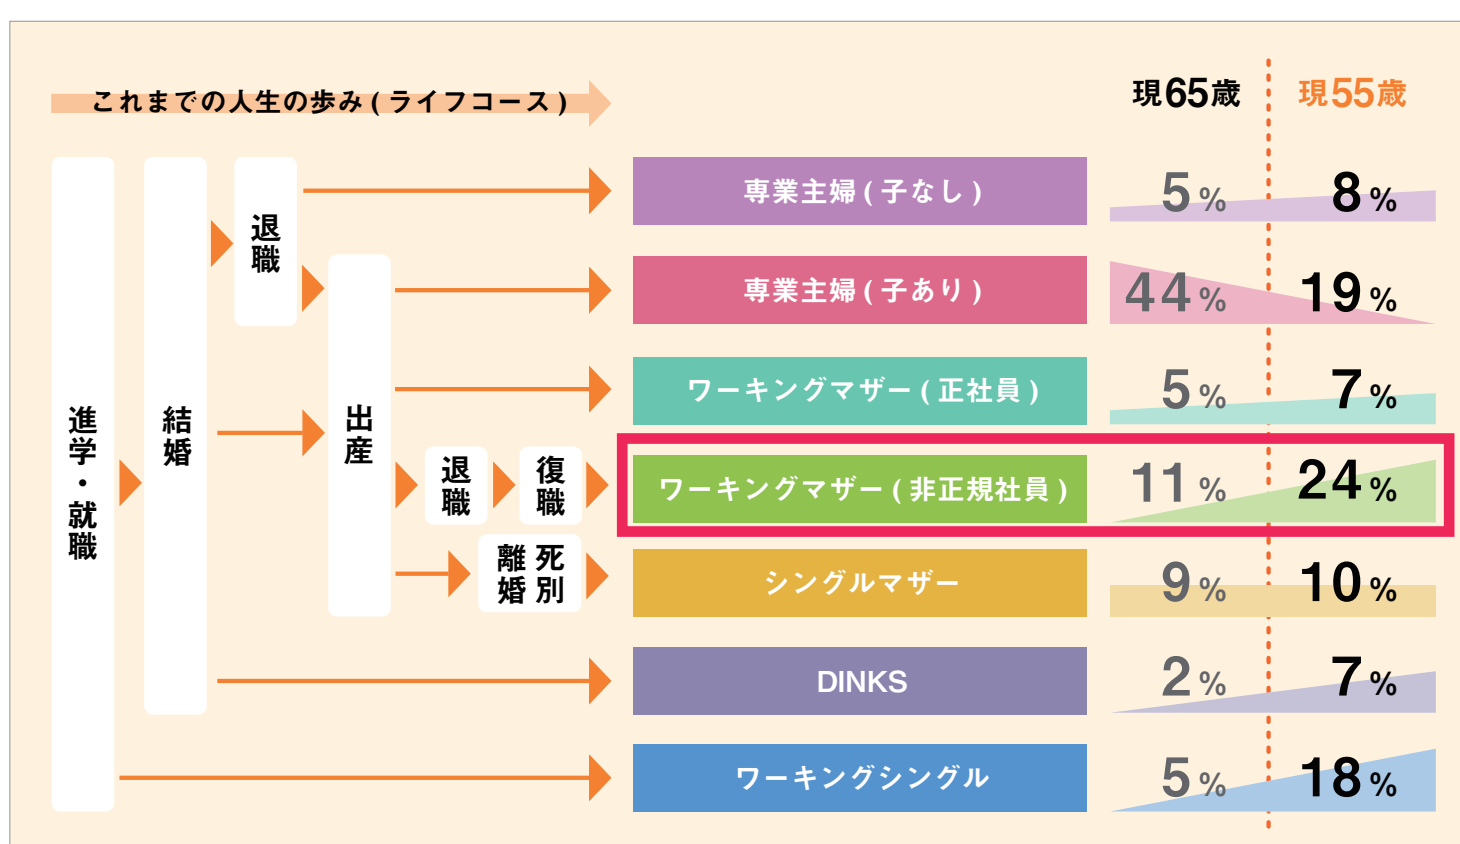 これまでの人生の歩み(ライフコース)
現65歳
現55歳
進学・就職
結婚
退職
出産
退職
復職
離婚
死別
専業主婦(子なし)
5%
8%
専業主婦(子あり)
44%
19%
ワーキングマザー(正社員)
5%
7%
ワーキングマザー(非正規社員)
11%
24%
シングルマザー
9%
10%
DINKS
2%
7%
ワーキングシングル
5%
18%